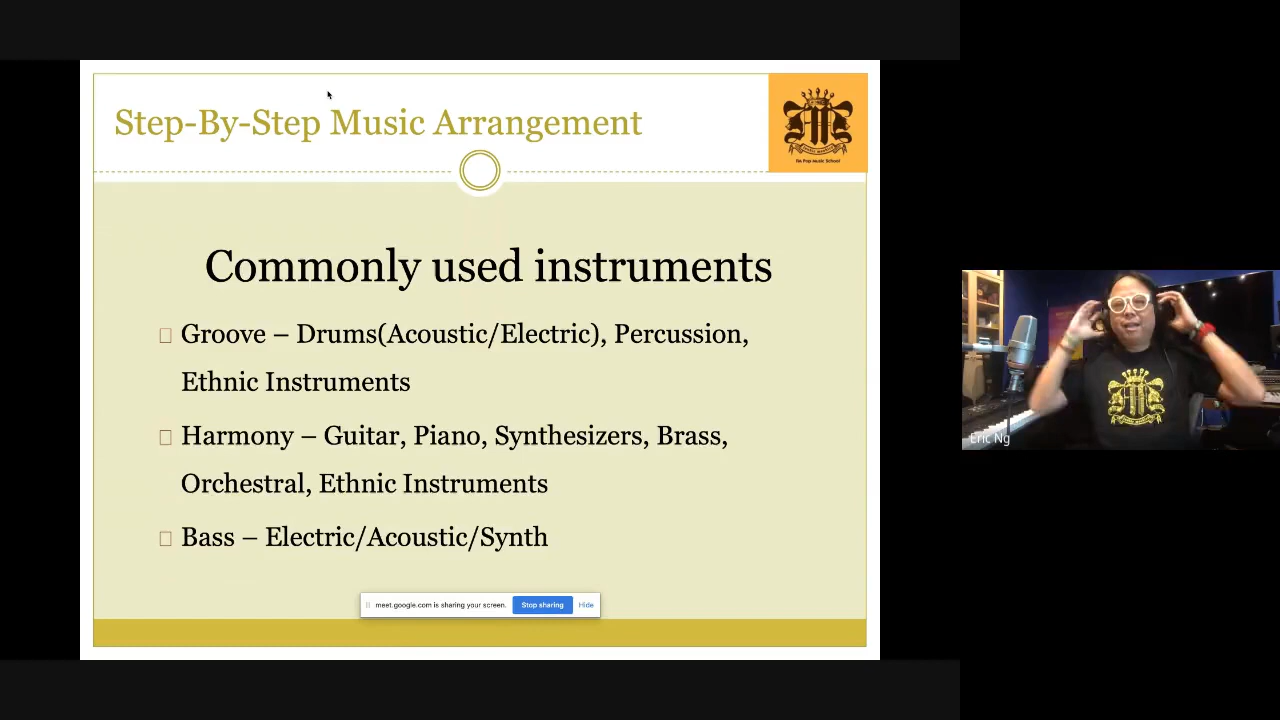 Step-By-Step Music Arrangement
Commonly used instruments
Groove – Drums(Acoustic/Electric), Percussion,
Ethnic Instruments
Harmony – Guitar, Piano, Synthesizers, Brass,
Orchestral, Ethnic Instruments
Bass – Electric/Acoustic/Synth
meet.google.com is sharing your screen.
Stop sharing
Hide
Eric Ng